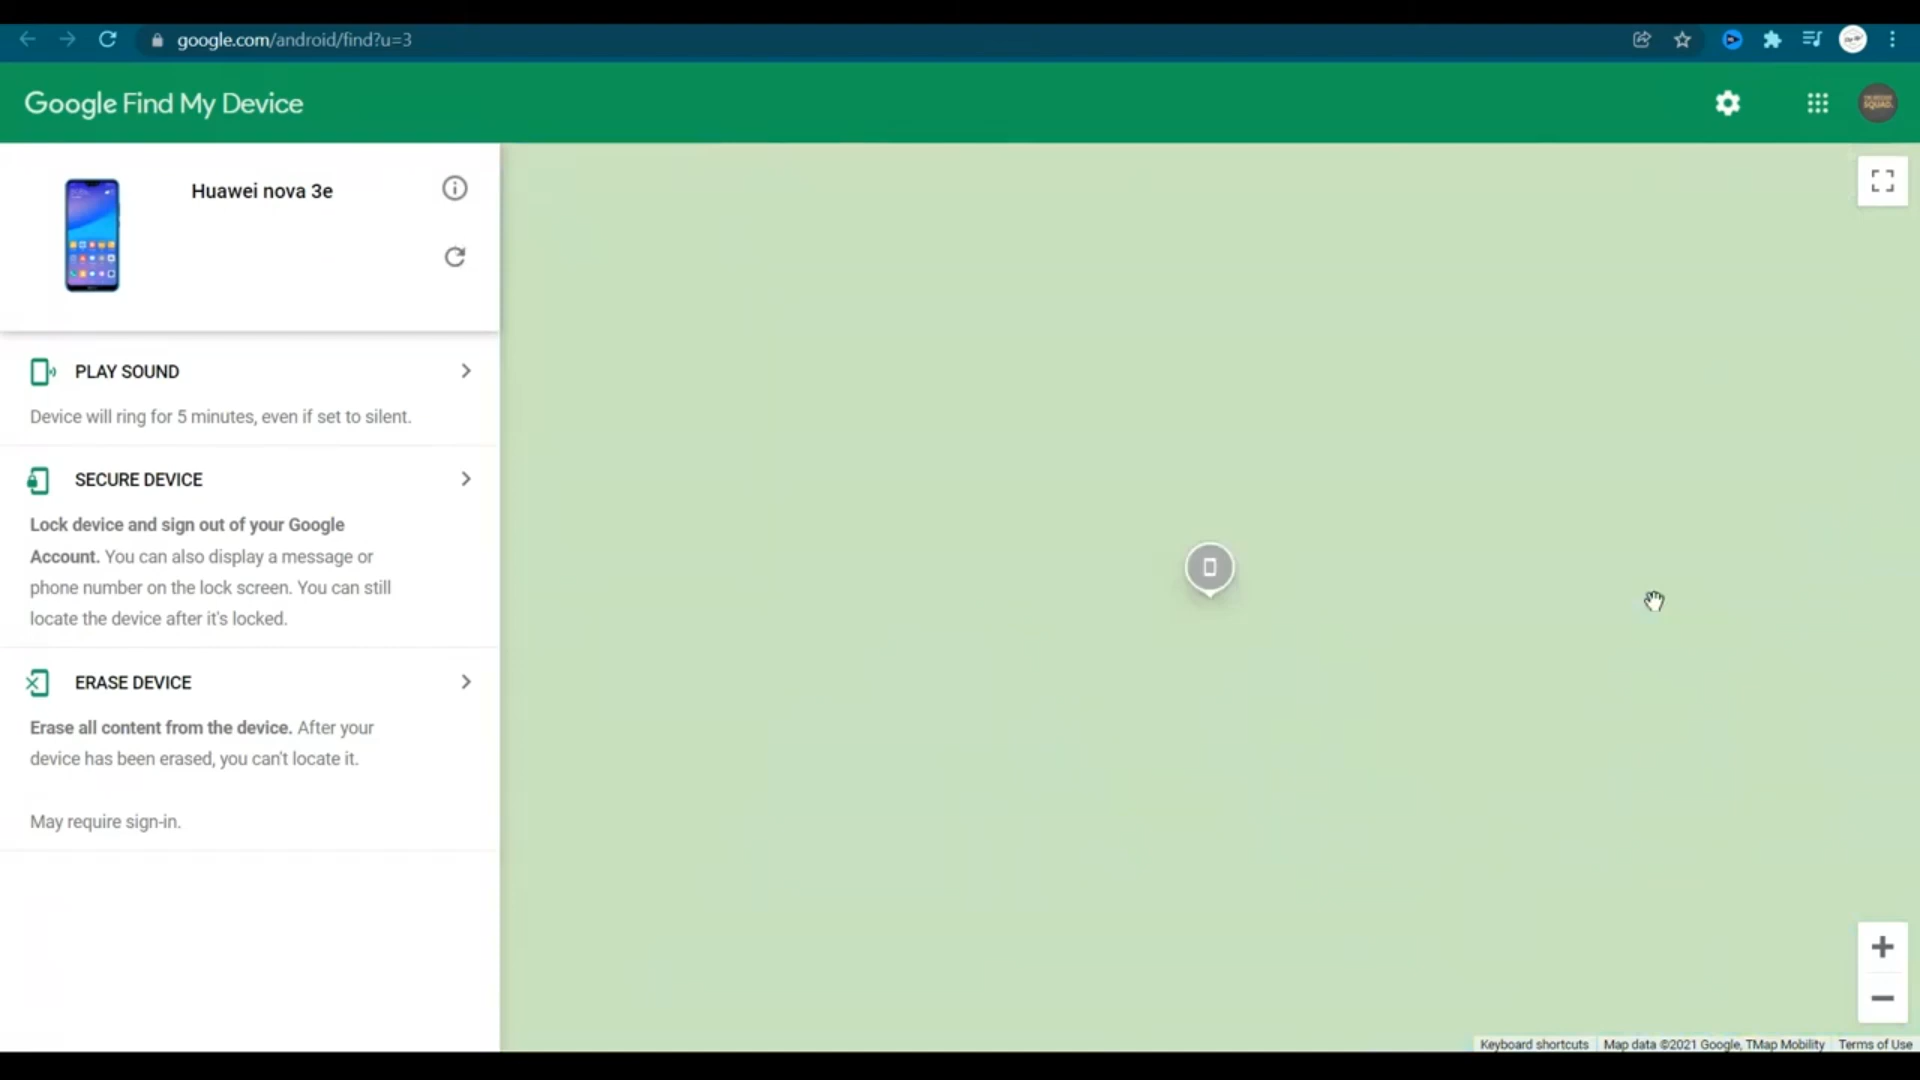 google.com/android/find?u=3
Google Find My Device
SQUAD.
Huawei nova 3e
PLAY SOUND
Device will ring for 5 minutes, even if set to silent.
SECURE DEVICE
Lock device and sign out of your Google
Account. You can also display a message or
phone number on the lock screen. You can still
locate the device after it's locked.
ERASE DEVICE
Erase all content from the device. After your
device has been erased, you can't locate it.
May require sign-in.
Keyboard shortcuts Map data ©2021 Google, TMap Mobility Terms of Use